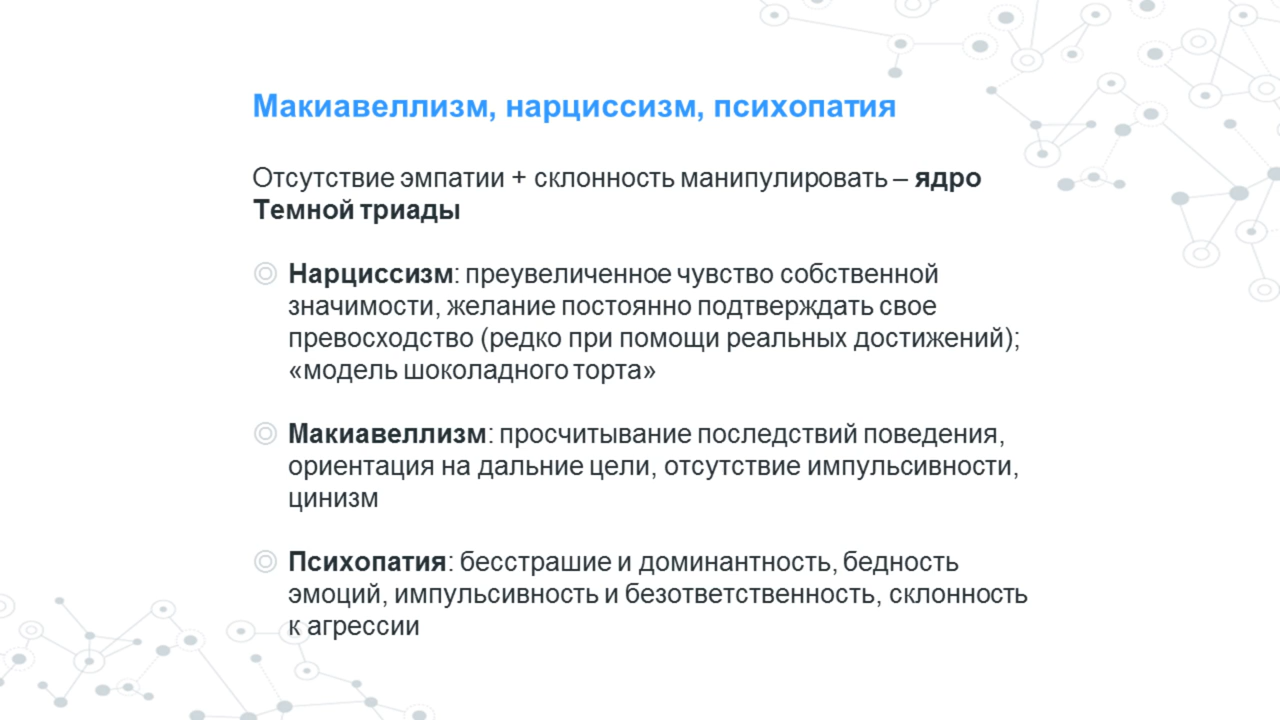 Макиавеллизм, нарциссизм, психопатия
Отсутствие эмпатии + склонность манипулировать – ядро
Темной триады
Нарциссизм: преувеличенное чувство собственной
значимости, желание постоянно подтверждать свое
превосходство (редко при помощи реальных достижений);
«модель шоколадного торта»
Макиавеллизм: просчитывание последствий поведения,
ориентация на дальние цели, отсутствие импульсивности,
цинизм
Психопатия: бесстрашие и доминантность, бедность
эмоций, импульсивность и безответственность, склонность
к агрессии